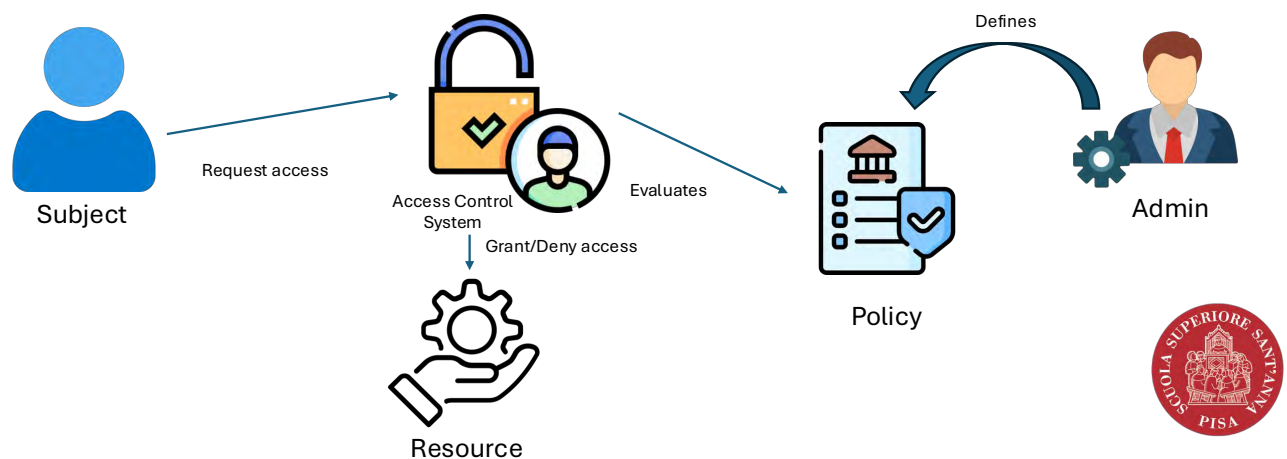 Defines
Request access
Subject
Access Control
System
Evaluates
Grant/Deny access
Admin
Policy
Resource
SCUOLA SUPERIORE SANT'ANNA
PISA